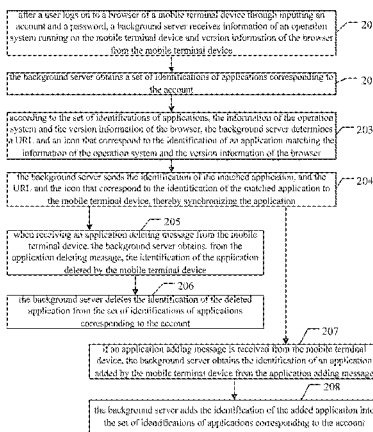 after a user logs on to a browser of a mobile terminal device through inputting an
account and a password, a background server receives information of an operation
system running on the mobile terminal device and version information of the browser
from the mobile terminal device
20
the background server obtains a set of identifications of applications corresponding to
the account
20
according to the set of identifications of applications, the information of the operation
system and the version information of the browser, the background server determines
a URL and an icon that correspond to the identification of an application matching the
information of the operation system and the version information of the browser
203
the background server sends the identification of the matched application, and the
URL and the icon that correspond to the identification of the matched application to
the mobile terminal device, thereby synchronizing the application
204
205
when receiving an application deleting message from the mobile
terminal device, the background server obtains, from the
application deleting message, the identification of the application
deleted by the mobile terminal device
206
the background server deletes the identification of the deleted
application from the set of identifications of applications
corresponding to the account
207
if an application adding message is received from the mobile terminal
device, the background server obtains the identification of an application
added by the mobile terminal device from the application adding message
208
the background server adds the identification of the added application into
the set of identifications of applications corresponding to the account